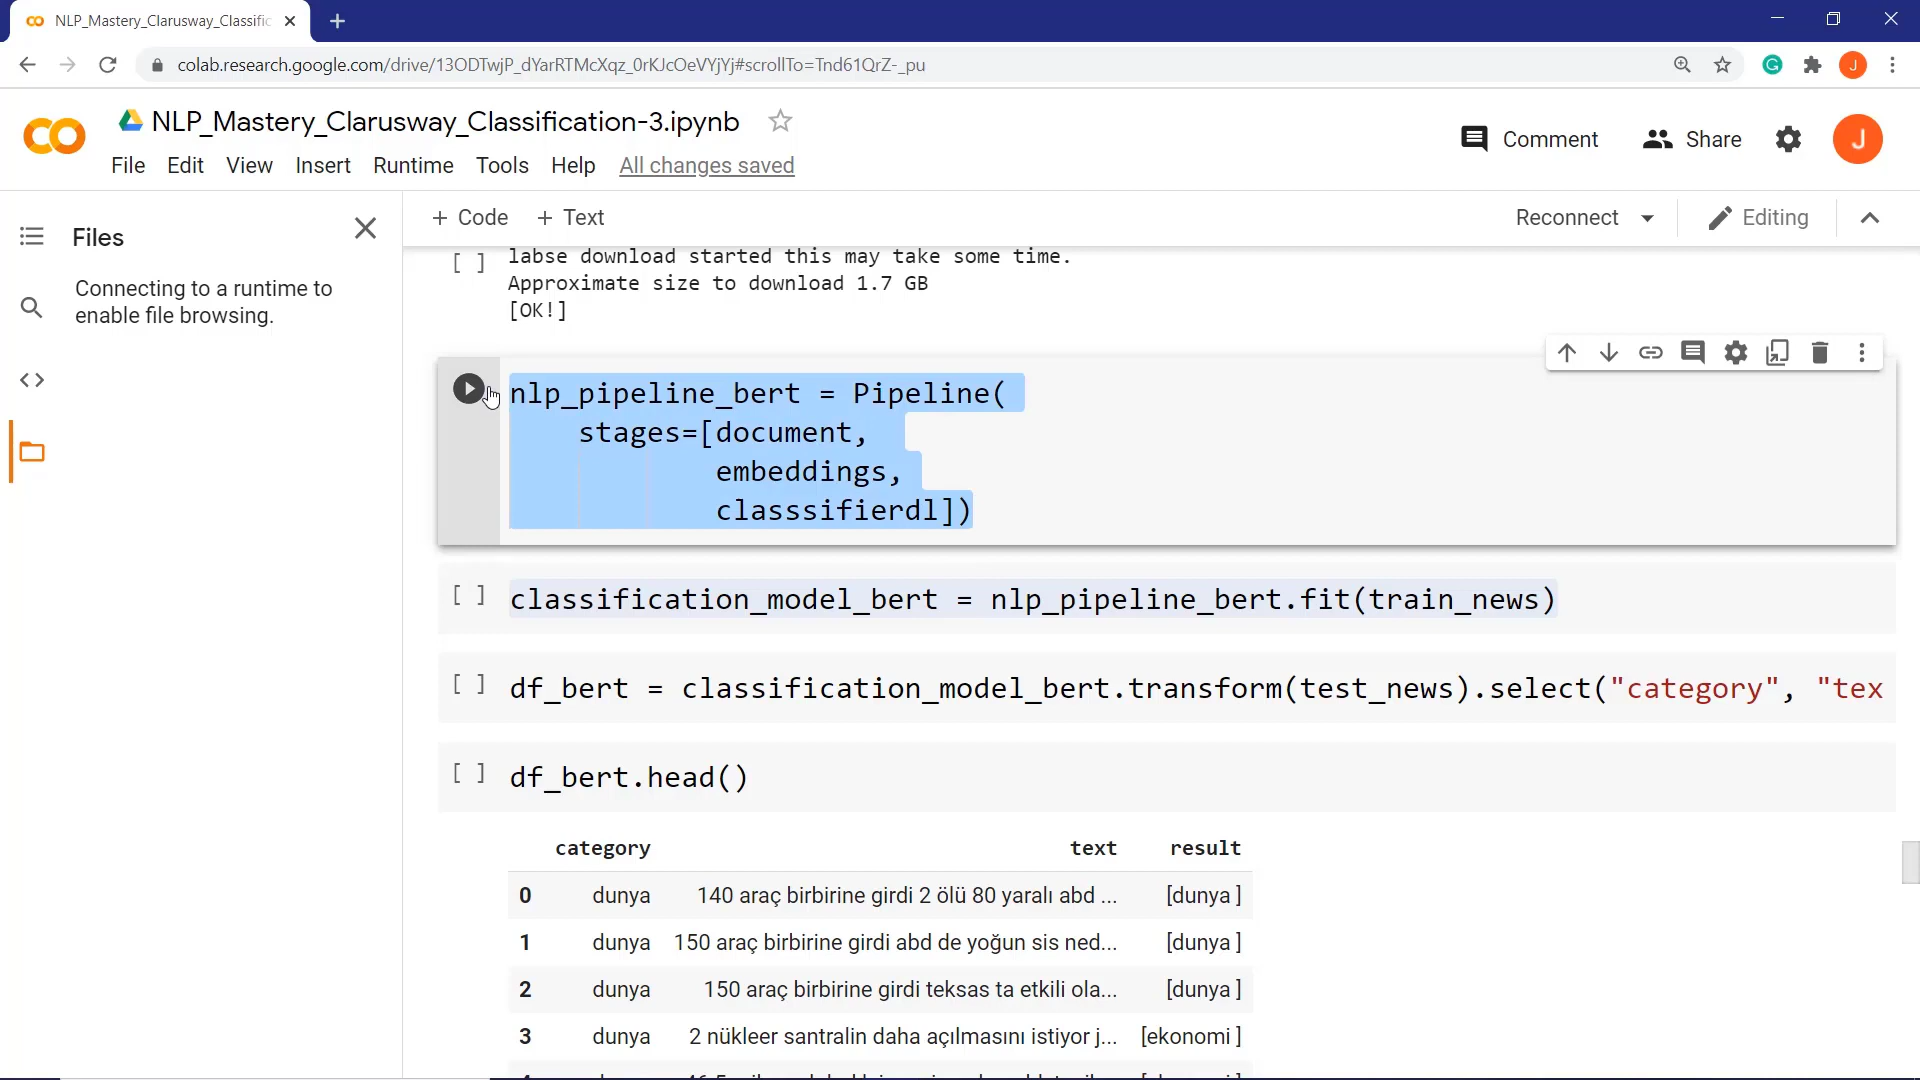 NLP_Mastery_Clarusway_Classific
colab.research.google.com/drive/13ODTwjP_dYarRTMcXqz_0rKJcOeVYjYj#scrollTo=Tnd61QrZ-_pu
J
NLP_Mastery_Clarusway_Classification-3.ipynb
Comment
Share
J
File Edit View Insert Runtime Tools Help All changes saved
Files
+ Code + Text
Reconnect
Editing
Connecting to a runtime to
enable file browsing.
[ ] labse download started this may take some time.
Approximate size to download 1.7 GB
[OK!]
nlp_pipeline_bert = Pipeline(
stages=[document,
embeddings,
classsifierdl])
[ ] classification_model_bert = nlp_pipeline_bert.fit(train_news)
[ ] df_bert = classification_model_bert.transform(test_news).select("category", "tex
[ ] df_bert.head()
category text result
0 dunya 140 araç birbirine girdi 2 ölü 80 yaralı abd ... [dunya ]
1 dunya 150 araç birbirine girdi abd de yoğun sis ned... [dunya ]
2 dunya 150 araç birbirine girdi teksas ta etkili ola... [dunya ]
3 dunya 2 nükleer santralin daha açılmasını istiyor j... [ekonomi ]